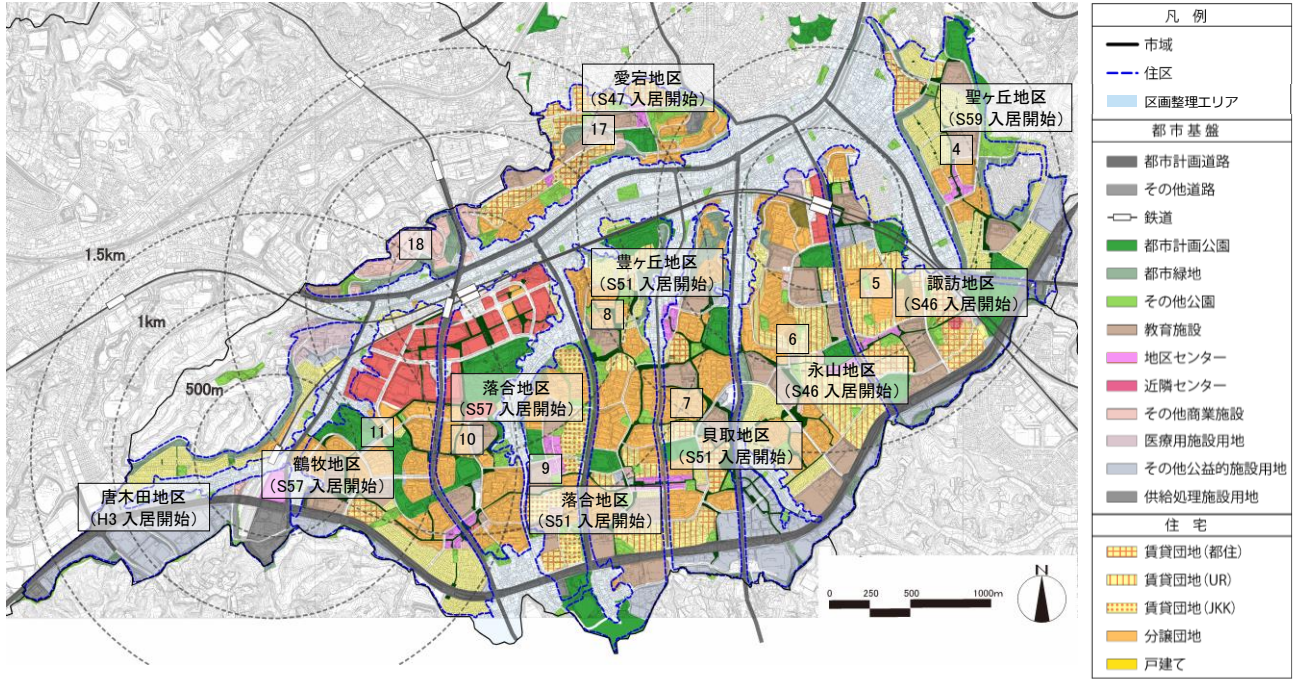 愛宕地区
(S47 入居開始)
17
聖ヶ丘地区
(S59 入居開始)
4
18
1.5km
1km
500m
豊ヶ丘地区
(S51 入居開始)
8
5
諏訪地区
(S46 入居開始)
6
永山地区
(S46 入居開始)
落合地区
(S57 入居開始)
7
貝取地区
(S51 入居開始)
11
10
9
鶴牧地区
(S57 入居開始)
落合地区
(S51 入居開始)
唐木田地区
(H3 入居開始)
0 250 500 1000m
N
凡 例
市域
住区
区画整理エリア
都市基盤
都市計画道路
その他道路
鉄道
都市計画公園
都市緑地
その他公園
教育施設
地区センター
近隣センター
その他商業施設
医療用施設用地
その他公益的施設用地
供給処理施設用地
住 宅
賃貸団地(都住)
賃貸団地(UR)
賃貸団地(JKK)
分譲団地
戸建て